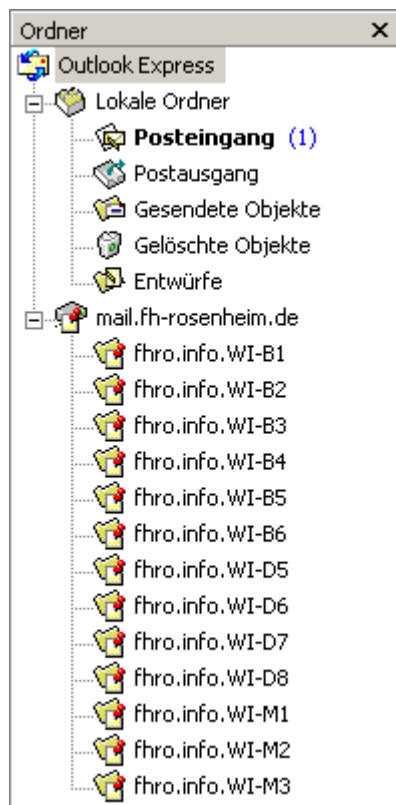 Ordner
Outlook Express
Lokale Ordner
Posteingang (1)
Postausgang
Gesendete Objekte
Gelöschte Objekte
Entwürfe
mail.fh-rosenheim.de
fhro.info.WI-B1
fhro.info.WI-B2
fhro.info.WI-B3
fhro.info.WI-B4
fhro.info.WI-B5
fhro.info.WI-B6
fhro.info.WI-D5
fhro.info.WI-D6
fhro.info.WI-D7
fhro.info.WI-D8
fhro.info.WI-M1
fhro.info.WI-M2
fhro.info.WI-M3